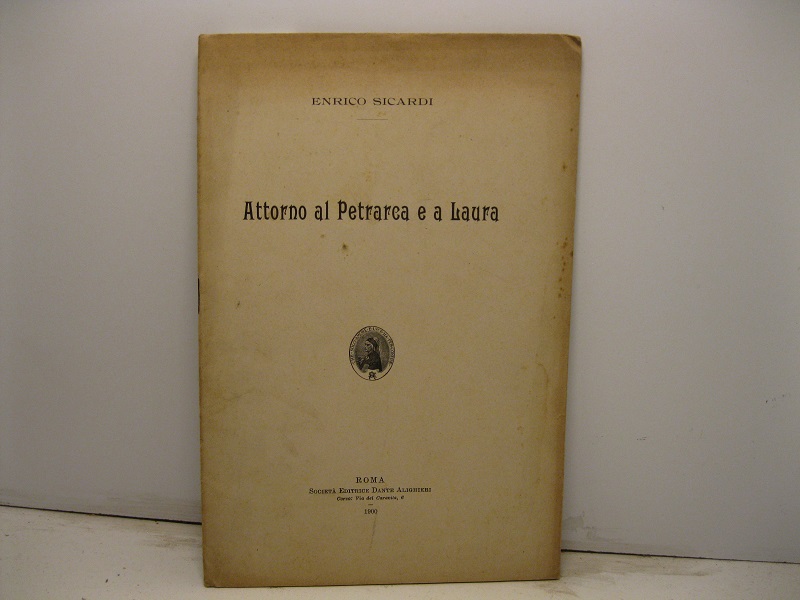 ENRICO SICARDI
Attorno al Petrarca e a Laura
ROMA
SOCIETÀ EDITRICE DANTE ALIGHIERI
1900